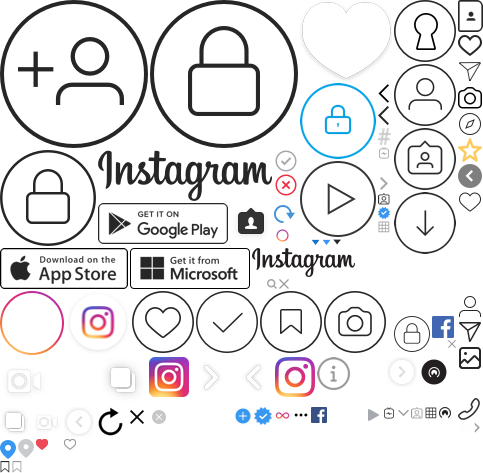 Instagram
GET IT ON
Google Play
Download on the
App Store
Get it from
Microsoft
Instagram